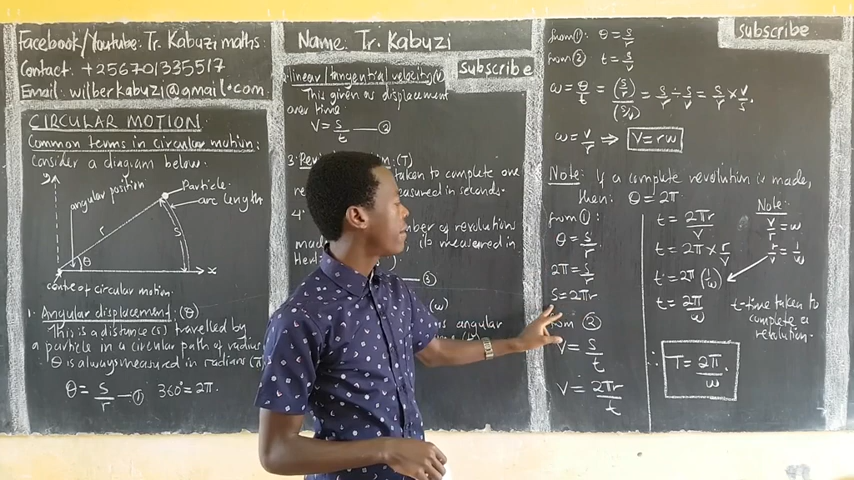 Facebook/Youtube: Tr. Kabuzi maths.
Contact: +256701335517
Email: wilberkabuzi@gmail.com
CIRCULAR MOTION
Common terms in circular motion:
Consider a diagram below.
y
angular position
Particle.
arc length
r
s
θ
x
centre of circular motion
1. Angular displacement: (θ)
This is a distance (s) travelled by
a particle in a circular path of radius
θ is always measured in radians (π)
θ = s/r — ① 360° = 2π.
Name: Tr. Kabuzi
subscribe
linear/tangential velocity (v)
This given as displacement
over time.
V = s/t — ②
3. (T)
taken to complete one
measured in seconds.
4.
number of revolution
made
is measured in
— ③
(ω)
angular
subscribe
from ①: θ = s/r
from ②: t = s/v
ω = θ/t = (s/r)/(s/v) = s/r ÷ s/v = s/r × v/s.
ω = v/r ⇒ V = rω
Note: If a complete revolution is made,
then: θ = 2π
from ①:
θ = s/r
2π = s/r
s = 2πr
from ②
V = s/t
V = 2πr/t
t = 2πr/v
t = 2π × r/v
t = 2π (1/ω)
t = 2π/ω
∴ T = 2π/ω
Note:
v/r = ω
r/v = 1/ω
t - time taken to
complete a
revolution.